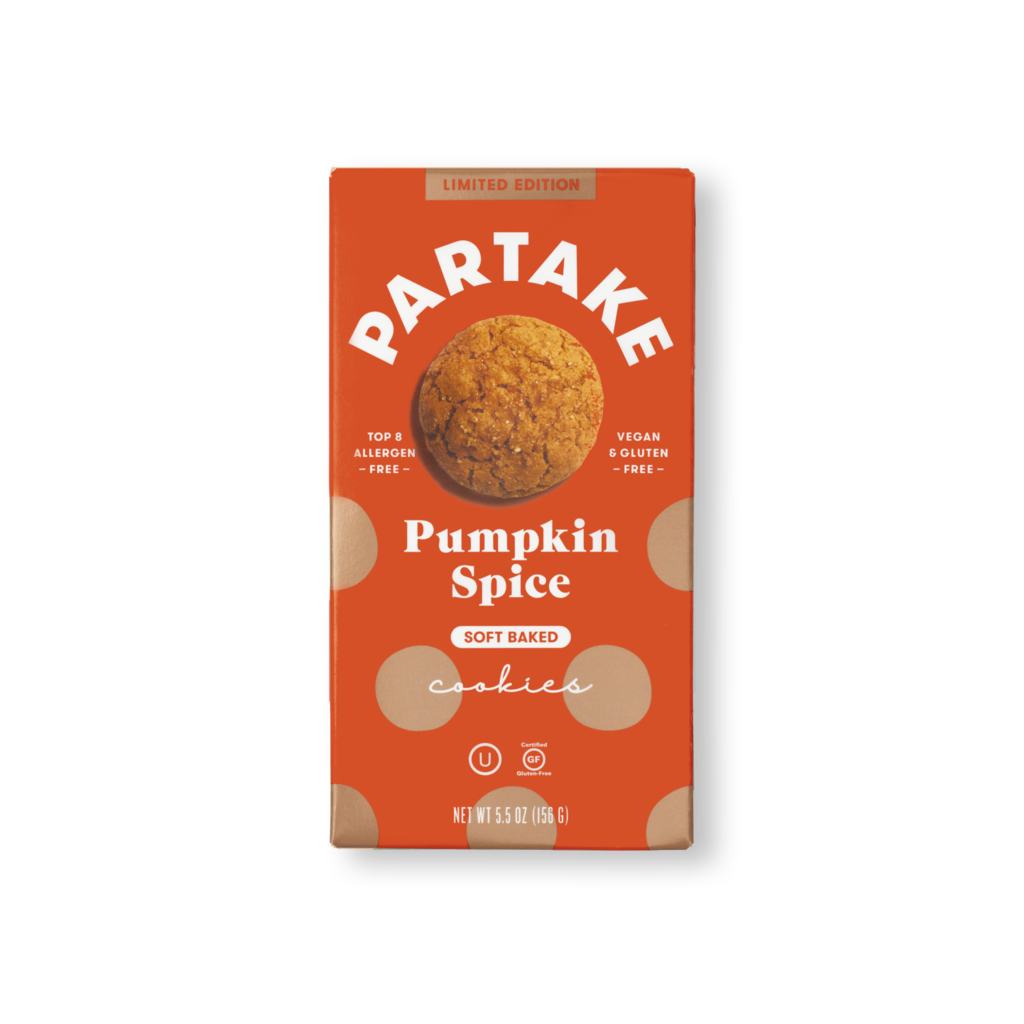 LIMITED EDITION
PARTAKE
TOP 8
ALLERGEN
– FREE –
VEGAN
& GLUTEN
– FREE –
Pumpkin
Spice
SOFT BAKED
cookies
U
Certified
GF
Gluten-Free
NET WT 5.5 OZ (156 G)